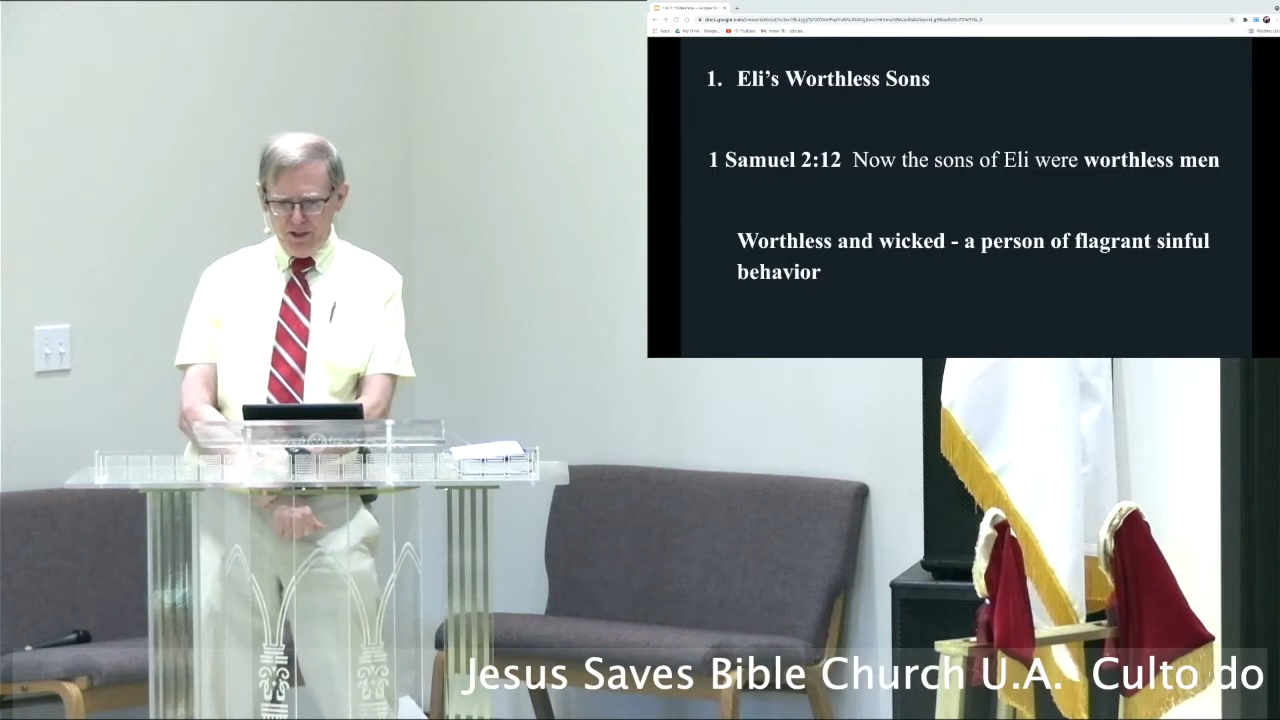 1. Eli’s Worthless Sons
1 Samuel 2:12 Now the sons of Eli were worthless men
Worthless and wicked - a person of flagrant sinful
behavior
Jesus Saves Bible Church U.A. Culto do